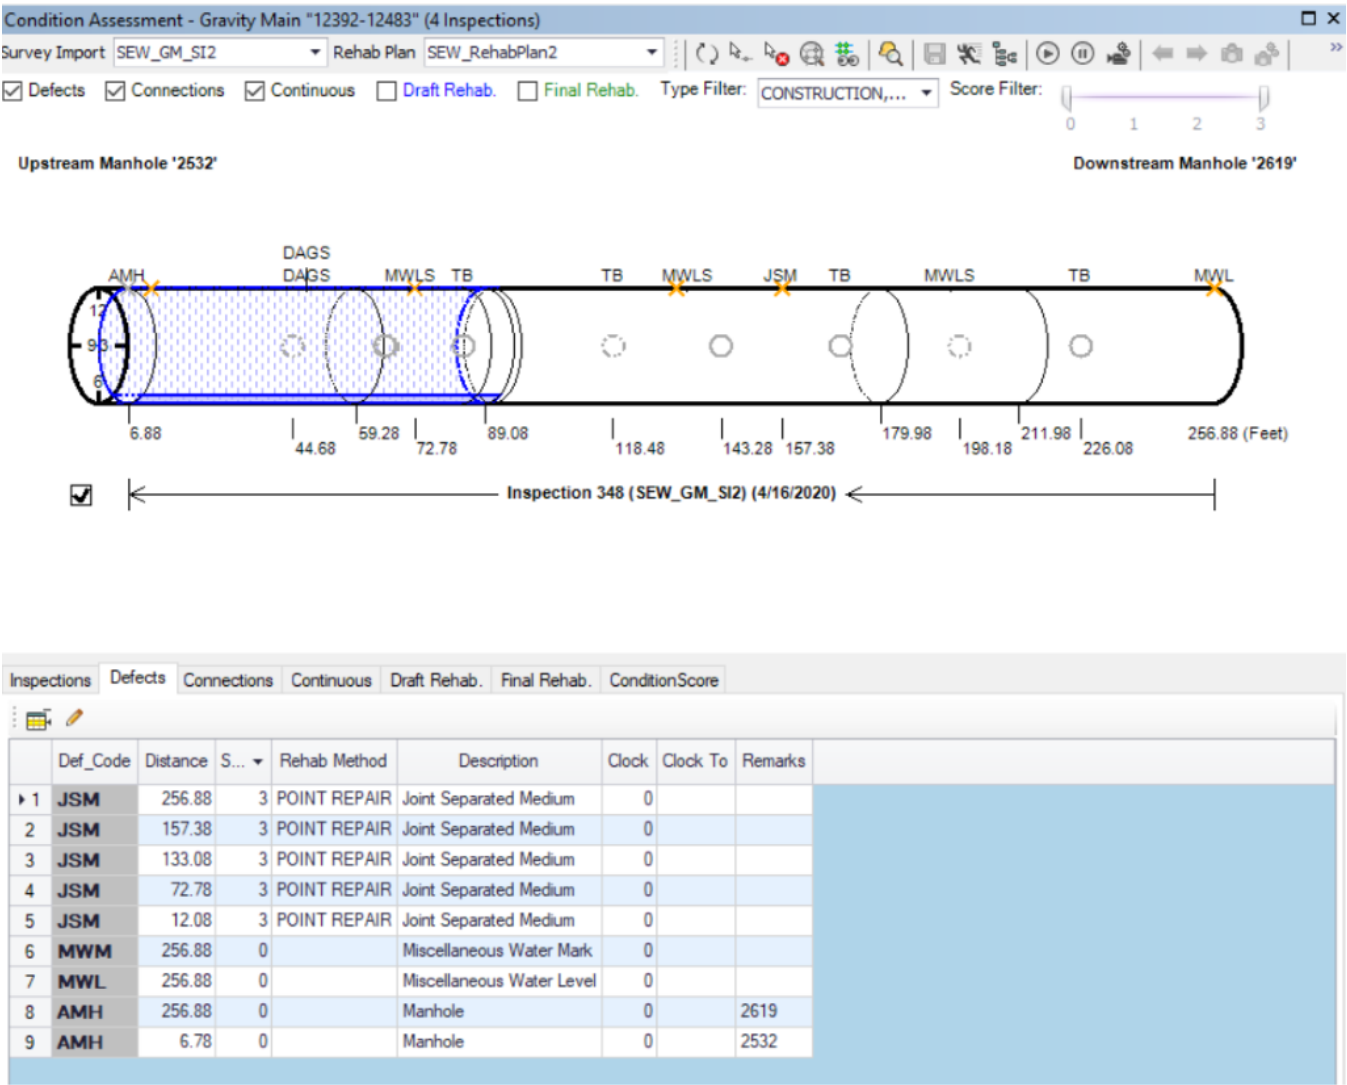 Condition Assessment - Gravity Main "12392-12483" (4 Inspections)
Survey Import SEW_GM_SI2 Rehab Plan SEW_RehabPlan2
Defects Connections Continuous Draft Rehab. Final Rehab. Type Filter: CONSTRUCTION,... Score Filter:
0 1 2 3
Upstream Manhole '2532' Downstream Manhole '2619'
DAGS
AMH DAGS MWLS TB TB MWLS JSM TB MWLS TB MWL
12
9 3
6
6.88 59.28 89.08 179.98 211.98 256.88 (Feet)
44.68 72.78 118.48 143.28 157.38 198.18 226.08
Inspection 348 (SEW_GM_SI2) (4/16/2020)
Inspections Defects Connections Continuous Draft Rehab. Final Rehab. ConditionScore
Def_Code Distance S... Rehab Method Description Clock Clock To Remarks
1 JSM 256.88 3 POINT REPAIR Joint Separated Medium 0
2 JSM 157.38 3 POINT REPAIR Joint Separated Medium 0
3 JSM 133.08 3 POINT REPAIR Joint Separated Medium 0
4 JSM 72.78 3 POINT REPAIR Joint Separated Medium 0
5 JSM 12.08 3 POINT REPAIR Joint Separated Medium 0
6 MWM 256.88 0 Miscellaneous Water Mark 0
7 MWL 256.88 0 Miscellaneous Water Level 0
8 AMH 256.88 0 Manhole 0 2619
9 AMH 6.78 0 Manhole 0 2532